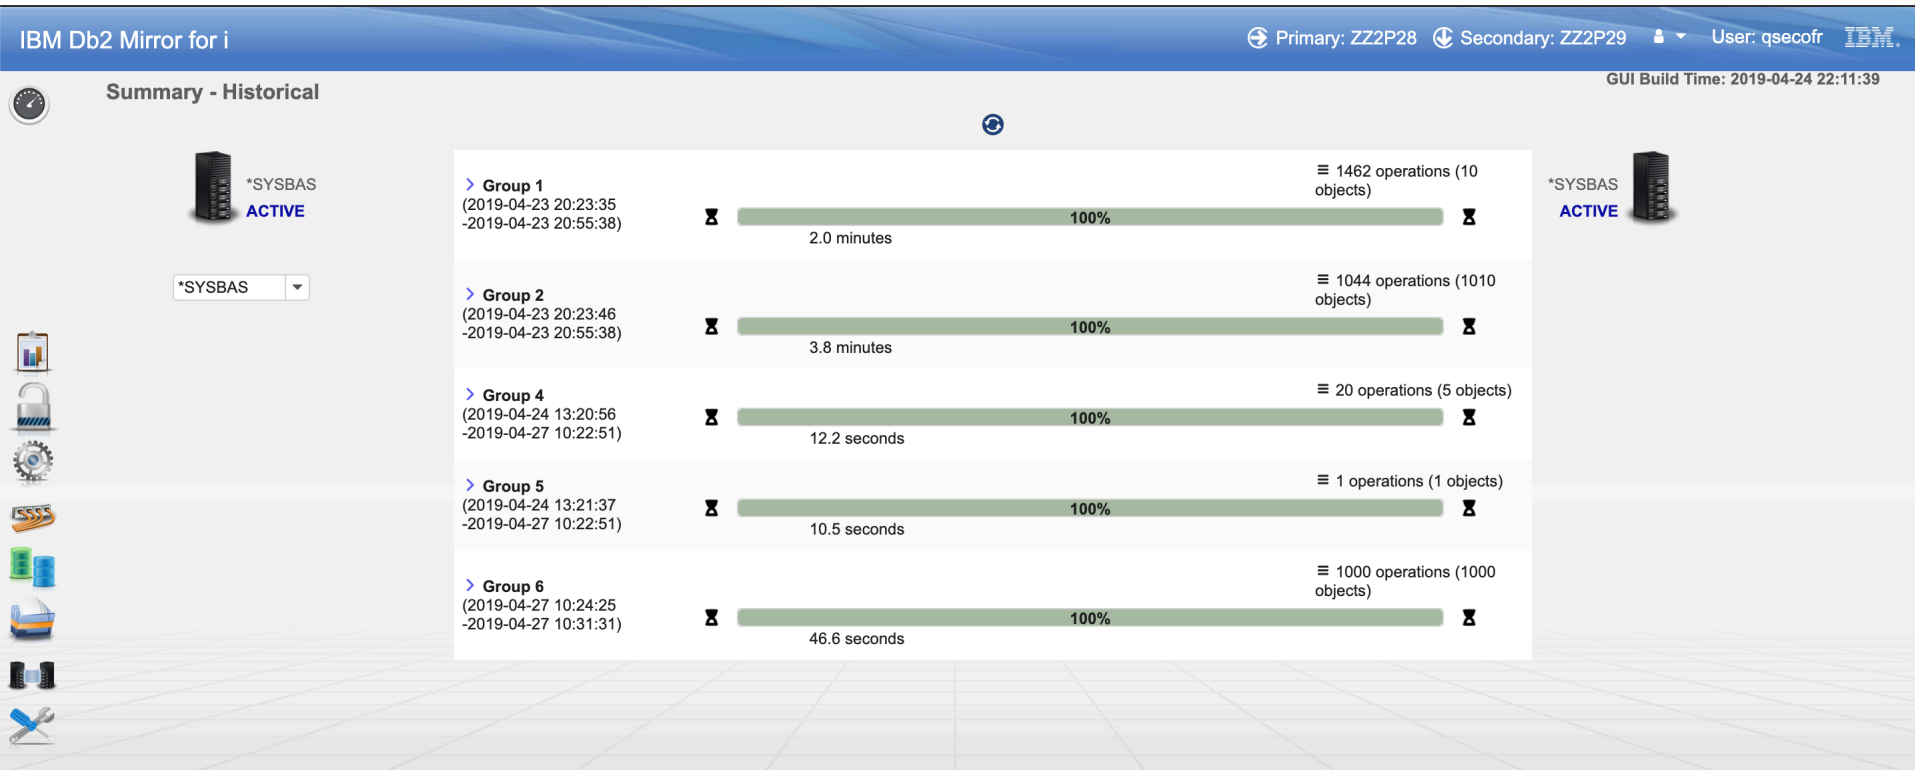 IBM Db2 Mirror for i
Primary: ZZ2P28 Secondary: ZZ2P29 User: qsecofr IBM.
GUI Build Time: 2019-04-24 22:11:39
Summary - Historical
*SYSBAS
ACTIVE
*SYSBAS
Group 1
(2019-04-23 20:23:35
-2019-04-23 20:55:38)
1462 operations (10
objects)
100%
2.0 minutes
Group 2
(2019-04-23 20:23:46
-2019-04-23 20:55:38)
1044 operations (1010
objects)
100%
3.8 minutes
Group 4
(2019-04-24 13:20:56
-2019-04-27 10:22:51)
20 operations (5 objects)
100%
12.2 seconds
Group 5
(2019-04-24 13:21:37
-2019-04-27 10:22:51)
1 operations (1 objects)
100%
10.5 seconds
Group 6
(2019-04-27 10:24:25
-2019-04-27 10:31:31)
1000 operations (1000
objects)
100%
46.6 seconds
*SYSBAS
ACTIVE